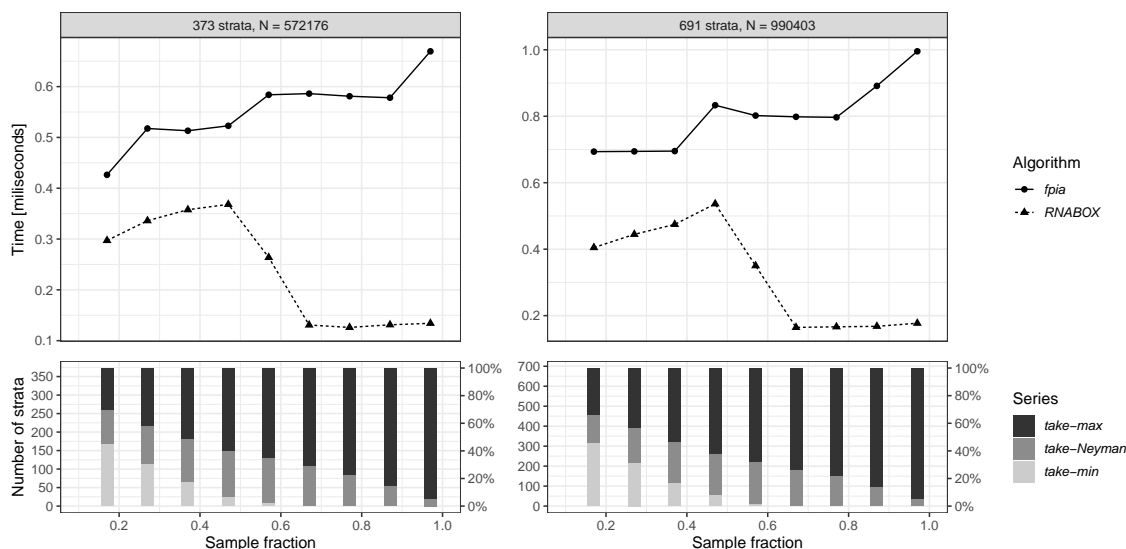 373 strata, N = 572176
691 strata, N = 990403
Time [miliseconds]
0.6
0.5
0.4
0.3
0.2
0.1
1.0
0.8
0.6
0.4
0.2
Algorithm
fpia
RNABOX
Number of strata
350
300
250
200
150
100
50
0
100%
80%
60%
40%
20%
0%
700
600
500
400
300
200
100
0
100%
80%
60%
40%
20%
0%
Series
take-max
take-Neyman
take-min
0.2 0.4 0.6 0.8 1.0
0.2 0.4 0.6 0.8 1.0
Sample fraction
Sample fraction